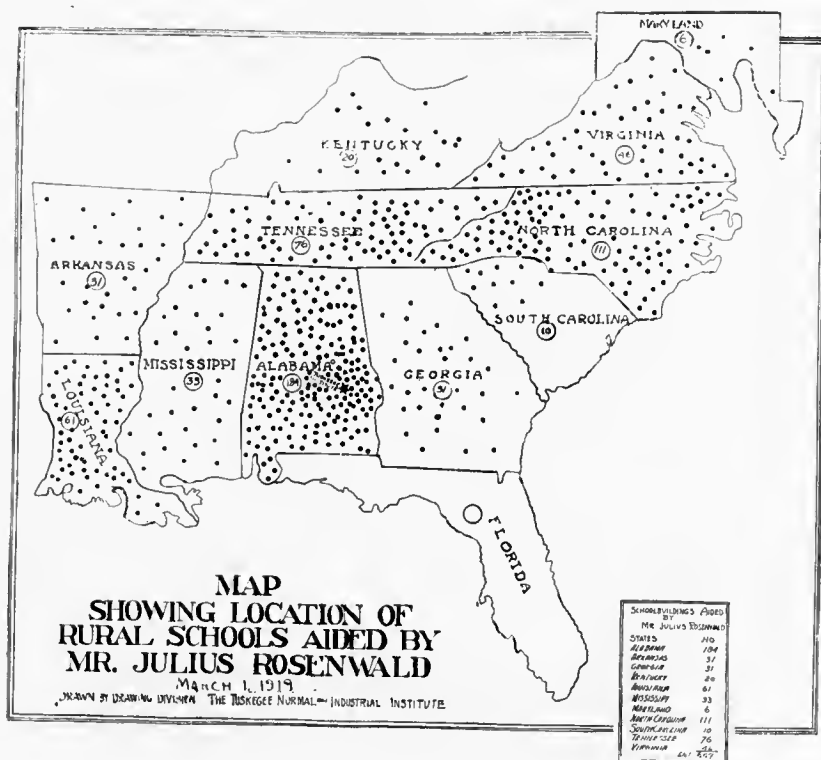 MARYLAND
6
KENTUCKY
20
VIRGINIA
46
TENNESSEE
76
NORTH CAROLINA
111
ARKANSAS
31
SOUTH CAROLINA
10
MISSISSIPPI
33
ALABAMA
184
GEORGIA
31
LOUISIANA
61
FLORIDA
MAP
SHOWING LOCATION OF
RURAL SCHOOLS AIDED BY
MR. JULIUS ROSENWALD
MARCH 1, 1919
DRAWN BY DRAWING DIVISION THE TUSKEGEE NORMAL AND INDUSTRIAL INSTITUTE
SCHOOLBUILDINGS AIDED
BY
MR JULIUS ROSENWALD
STATES NO
ALABAMA 184
ARKANSAS 31
GEORGIA 31
KENTUCKY 20
LOUISIANA 61
MISSISSIPPI 33
MARYLAND 6
NORTH CAROLINA 111
SOUTH CAROLINA 10
TENNESSEE 76
VIRGINIA 46